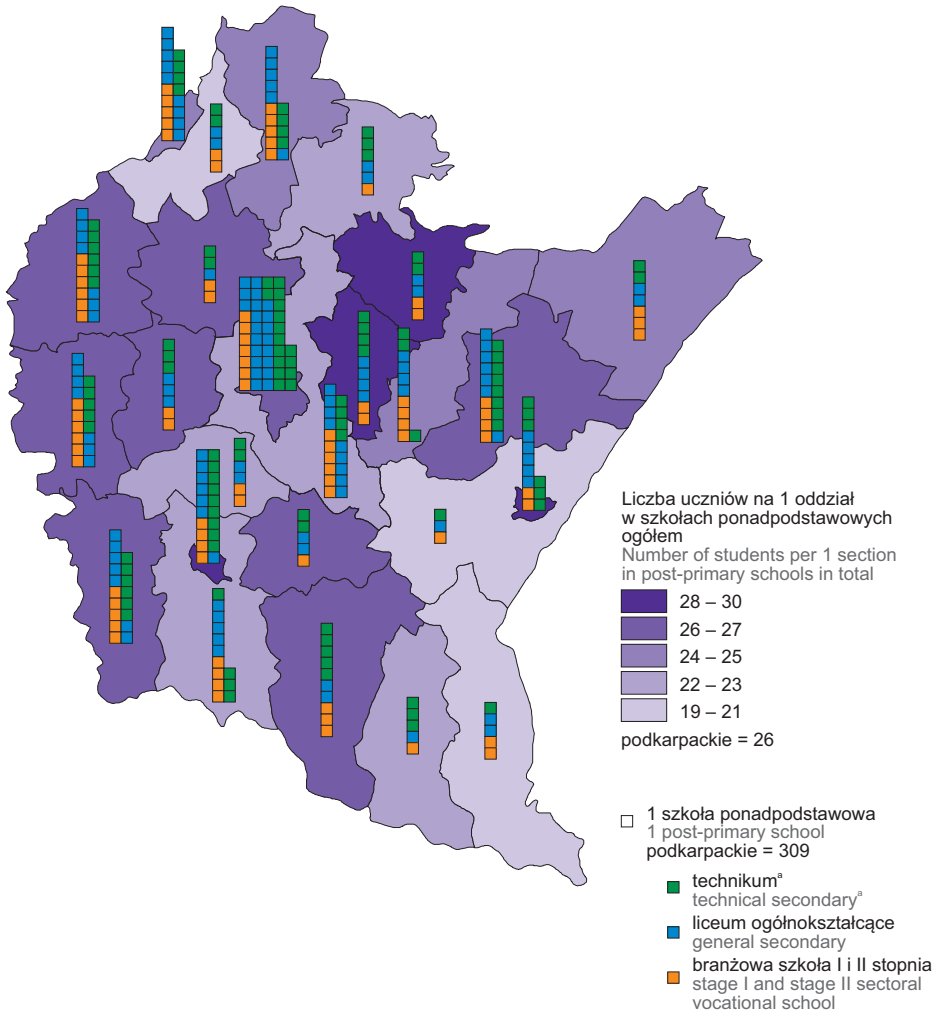 Liczba uczniów na 1 oddział
w szkołach ponadpodstawowych
ogółem
Number of students per 1 section
in post-primary schools in total
28 – 30
26 – 27
24 – 25
22 – 23
19 – 21
podkarpackie = 26
1 szkoła ponadpodstawowa
1 post-primary school
podkarpackie = 309
technikumᵃ
technical secondaryᵃ
liceum ogólnokształcące
general secondary
branżowa szkoła I i II stopnia
stage I and stage II sectoral
vocational school